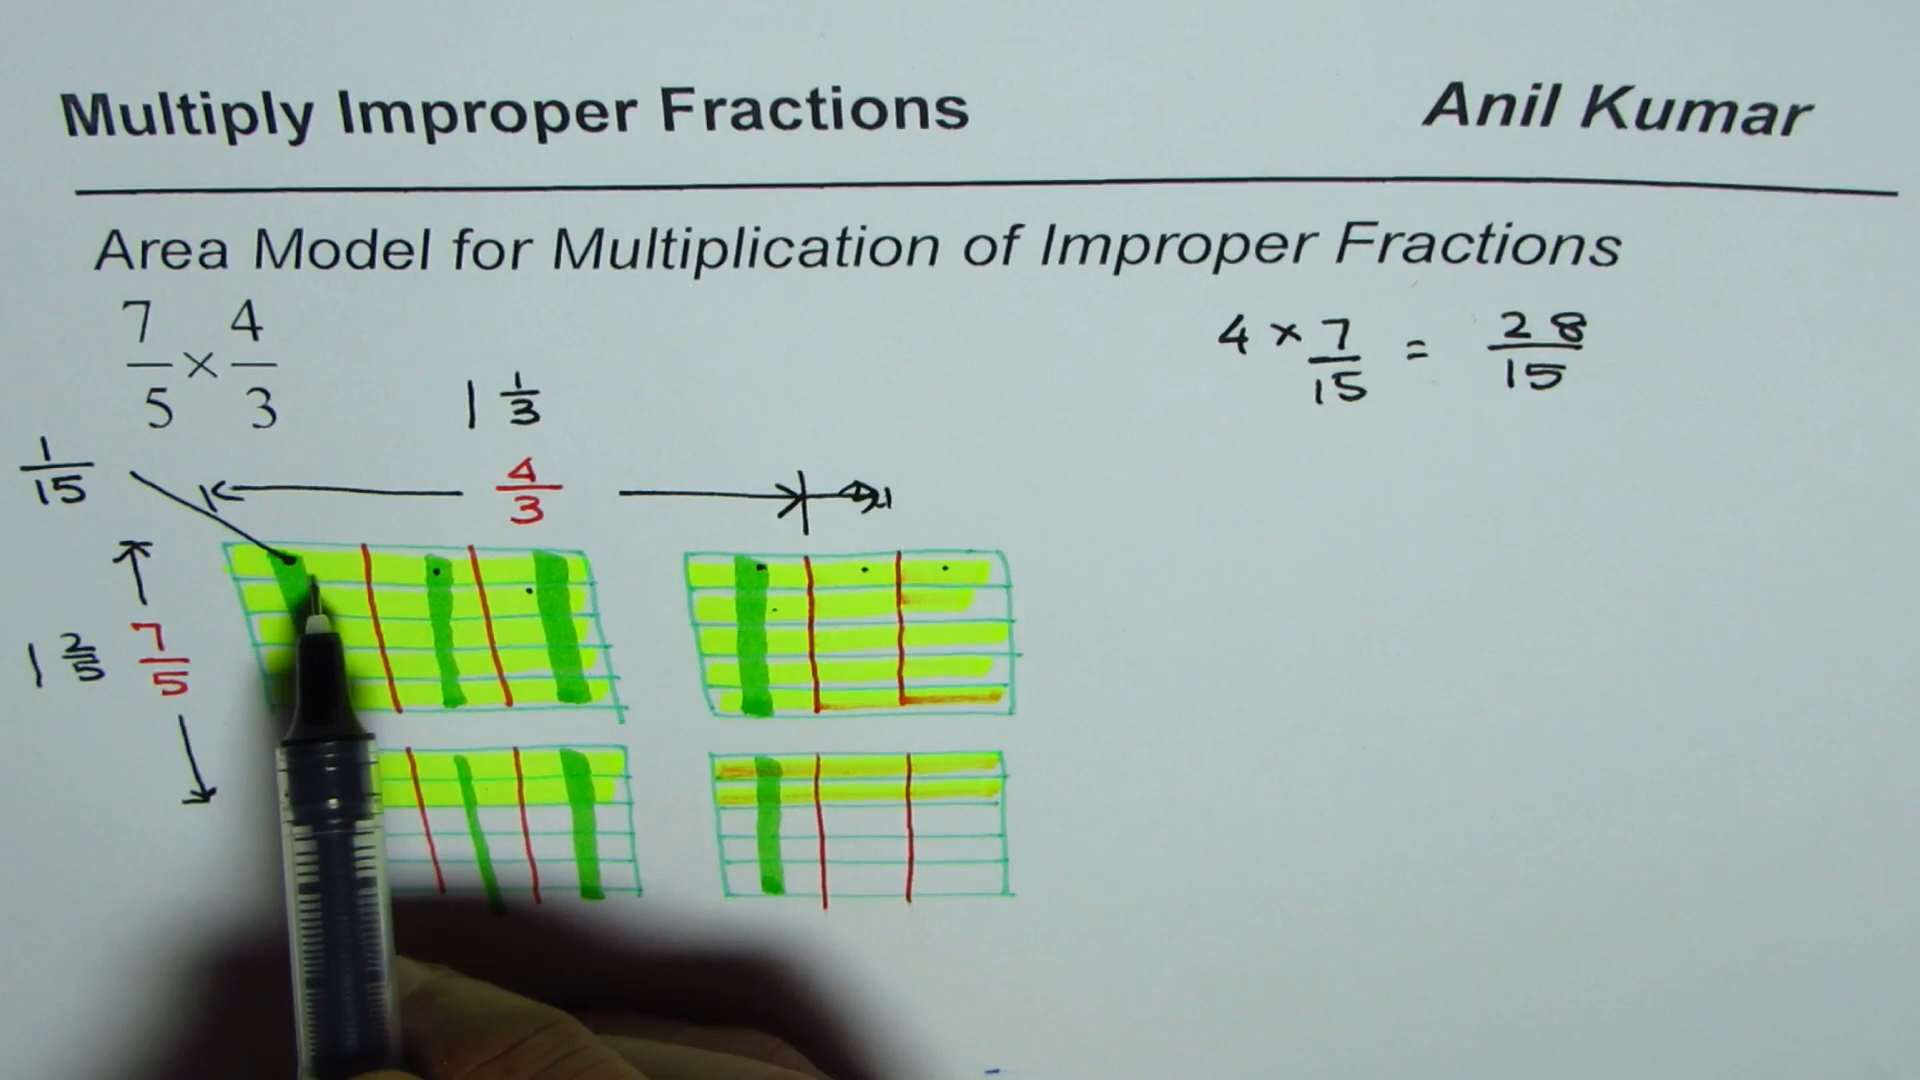 Multiply Improper Fractions Anil Kumar
Area Model for Multiplication of Improper Fractions
7/5 × 4/3
4 × 7/15 = 28/15
1 1/3
1/15
4/3
1 2/5 7/5